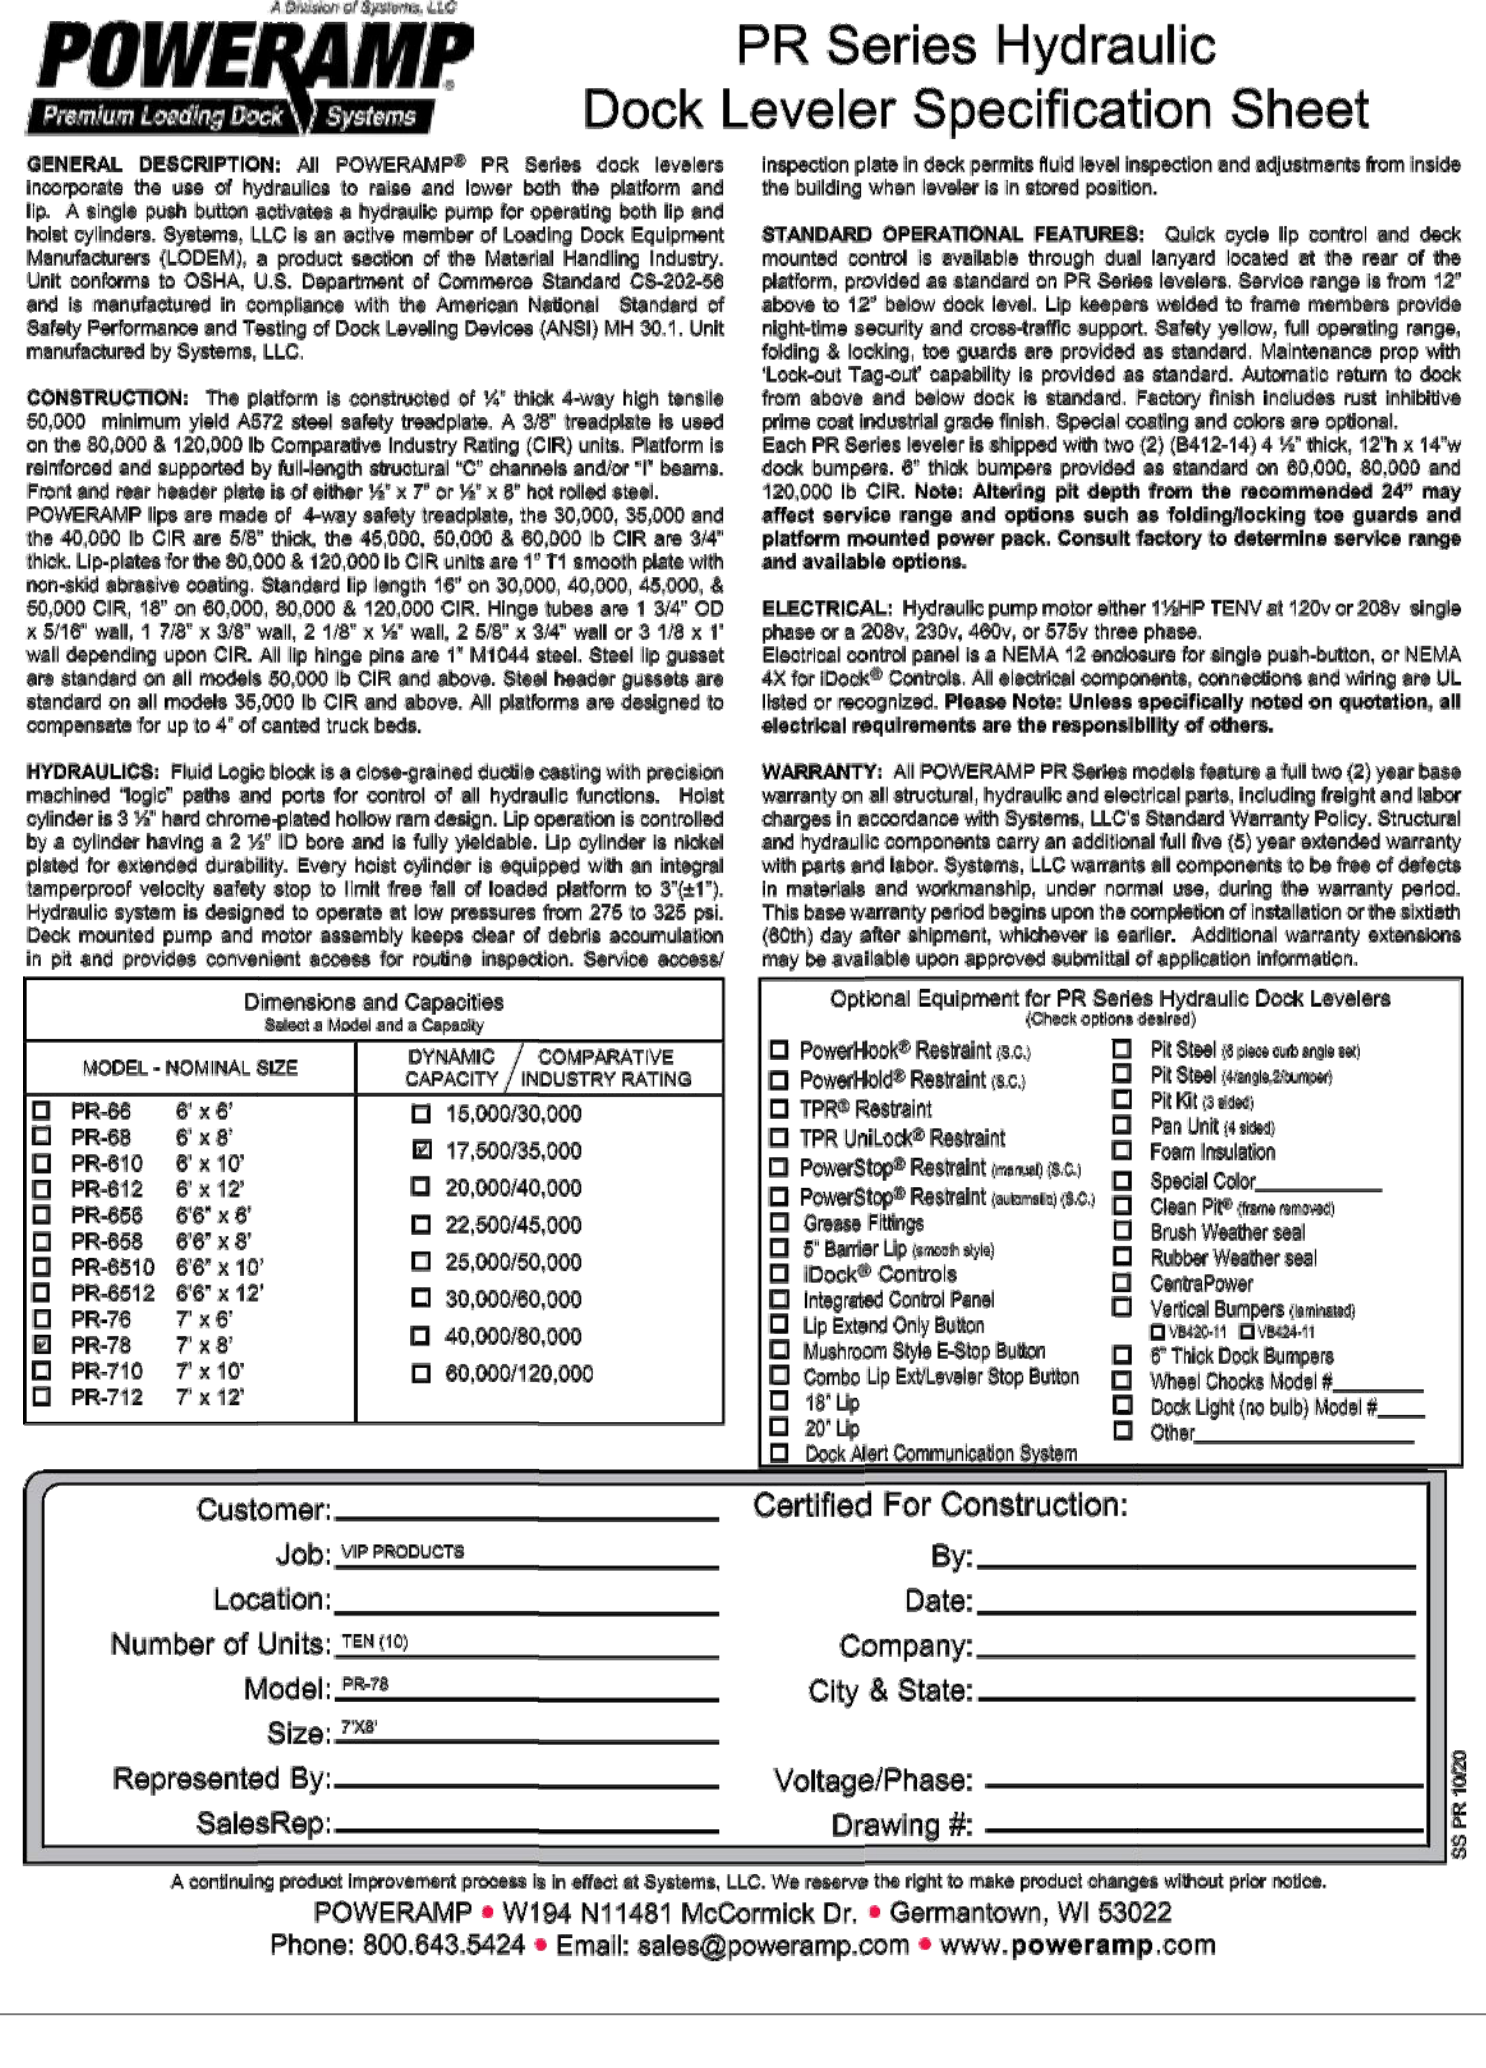 A Division of Systems, LLC
POWERAMP®
Premium Loading Dock Systems
PR Series Hydraulic
Dock Leveler Specification Sheet
GENERAL DESCRIPTION: All POWERAMP® PR Series dock levelers
incorporate the use of hydraulics to raise and lower both the platform and
lip. A single push button activates a hydraulic pump for operating both lip and
hoist cylinders. Systems, LLC is an active member of Loading Dock Equipment
Manufacturers (LODEM), a product section of the Material Handling Industry.
Unit conforms to OSHA, U.S. Department of Commerce Standard CS-202-56
and is manufactured in compliance with the American National Standard of
Safety Performance and Testing of Dock Leveling Devices (ANSI) MH 30.1. Unit
manufactured by Systems, LLC.
CONSTRUCTION: The platform is constructed of ¼" thick 4-way high tensile
50,000 minimum yield A572 steel safety treadplate. A 3/8" treadplate is used
on the 80,000 & 120,000 lb Comparative Industry Rating (CIR) units. Platform is
reinforced and supported by full-length structural "C" channels and/or "I" beams.
Front and rear header plate is of either ½" x 7" or ½" x 8" hot rolled steel.
POWERAMP lips are made of 4-way safety treadplate, the 30,000, 35,000 and
the 40,000 lb CIR are 5/8" thick, the 45,000, 50,000 & 60,000 lb CIR are 3/4"
thick. Lip-plates for the 80,000 & 120,000 lb CIR units are 1" T1 smooth plate with
non-skid abrasive coating. Standard lip length 16" on 30,000, 40,000, 45,000, &
50,000 CIR, 18" on 60,000, 80,000 & 120,000 CIR. Hinge tubes are 1 3/4" OD
x 5/16" wall, 1 7/8" x 3/8" wall, 2 1/8" x ½" wall, 2 5/8" x 3/4" wall or 3 1/8 x 1"
wall depending upon CIR. All lip hinge pins are 1" M1044 steel. Steel lip gusset
are standard on all models 50,000 lb CIR and above. Steel header gussets are
standard on all models 35,000 lb CIR and above. All platforms are designed to
compensate for up to 4" of canted truck beds.
HYDRAULICS: Fluid Logic block is a close-grained ductile casting with precision
machined "logic" paths and ports for control of all hydraulic functions. Hoist
cylinder is 3 ½" hard chrome-plated hollow ram design. Lip operation is controlled
by a cylinder having a 2 ½" ID bore and is fully yieldable. Lip cylinder is nickel
plated for extended durability. Every hoist cylinder is equipped with an integral
tamperproof velocity safety stop to limit free fall of loaded platform to 3"(±1").
Hydraulic system is designed to operate at low pressures from 275 to 325 psi.
Deck mounted pump and motor assembly keeps clear of debris accumulation
in pit and provides convenient access for routine inspection. Service access/
inspection plate in deck permits fluid level inspection and adjustments from inside
the building when leveler is in stored position.
STANDARD OPERATIONAL FEATURES: Quick cycle lip control and deck
mounted control is available through dual lanyard located at the rear of the
platform, provided as standard on PR Series levelers. Service range is from 12"
above to 12" below dock level. Lip keepers welded to frame members provide
night-time security and cross-traffic support. Safety yellow, full operating range,
folding & locking, toe guards are provided as standard. Maintenance prop with
'Lock-out Tag-out' capability is provided as standard. Automatic return to dock
from above and below dock is standard. Factory finish includes rust inhibitive
prime coat industrial grade finish. Special coating and colors are optional.
Each PR Series leveler is shipped with two (2) (B412-14) 4 ½" thick, 12"h x 14"w
dock bumpers. 6" thick bumpers provided as standard on 60,000, 80,000 and
120,000 lb CIR. Note: Altering pit depth from the recommended 24" may
affect service range and options such as folding/locking toe guards and
platform mounted power pack. Consult factory to determine service range
and available options.
ELECTRICAL: Hydraulic pump motor either 1½HP TENV at 120v or 208v single
phase or a 208v, 230v, 460v, or 575v three phase.
Electrical control panel is a NEMA 12 enclosure for single push-button, or NEMA
4X for iDock® Controls. All electrical components, connections and wiring are UL
listed or recognized. Please Note: Unless specifically noted on quotation, all
electrical requirements are the responsibility of others.
WARRANTY: All POWERAMP PR Series models feature a full two (2) year base
warranty on all structural, hydraulic and electrical parts, including freight and labor
charges in accordance with Systems, LLC's Standard Warranty Policy. Structural
and hydraulic components carry an additional full five (5) year extended warranty
with parts and labor. Systems, LLC warrants all components to be free of defects
in materials and workmanship, under normal use, during the warranty period.
This base warranty period begins upon the completion of installation or the sixtieth
(60th) day after shipment, whichever is earlier. Additional warranty extensions
may be available upon approved submittal of application information.
Dimensions and Capacities
Select a Model and a Capacity
MODEL - NOMINAL SIZE
DYNAMIC CAPACITY / COMPARATIVE INDUSTRY RATING
☐ PR-66 6' x 6'
☐ PR-68 6' x 8'
☐ PR-610 6' x 10'
☐ PR-612 6' x 12'
☐ PR-656 6'6" x 6'
☐ PR-658 6'6" x 8'
☐ PR-6510 6'6" x 10'
☐ PR-6512 6'6" x 12'
☐ PR-76 7' x 6'
☑ PR-78 7' x 8'
☐ PR-710 7' x 10'
☐ PR-712 7' x 12'
☐ 15,000/30,000
☑ 17,500/35,000
☐ 20,000/40,000
☐ 22,500/45,000
☐ 25,000/50,000
☐ 30,000/60,000
☐ 40,000/80,000
☐ 60,000/120,000
Optional Equipment for PR Series Hydraulic Dock Levelers
(Check options desired)
☐ PowerHook® Restraint (S.C.)
☐ PowerHold® Restraint (S.C.)
☐ TPR® Restraint
☐ TPR UniLock® Restraint
☐ PowerStop® Restraint (manual) (S.C.)
☐ PowerStop® Restraint (automatic) (S.C.)
☐ Grease Fittings
☐ 5" Barrier Lip (smooth style)
☐ iDock® Controls
☐ Integrated Control Panel
☐ Lip Extend Only Button
☐ Mushroom Style E-Stop Button
☐ Combo Lip Ext/Leveler Stop Button
☐ 18" Lip
☐ 20" Lip
☐ Dock Alert Communication System
☐ Pit Steel (6 piece curb angle set)
☐ Pit Steel (4/angle,2/bumper)
☐ Pit Kit (3 sided)
☐ Pan Unit (4 sided)
☐ Foam Insulation
☐ Special Color
☐ Clean Pit® (frame removed)
☐ Brush Weather seal
☐ Rubber Weather seal
☐ CentraPower
☐ Vertical Bumpers (laminated)
☐ VB420-11 ☐ VB424-11
☐ 6" Thick Dock Bumpers
☐ Wheel Chocks Model #
☐ Dock Light (no bulb) Model #
☐ Other
Customer:
Job: VIP PRODUCTS
Location:
Number of Units: TEN (10)
Model: PR-78
Size: 7'X8'
Represented By:
SalesRep:
Certified For Construction:
By:
Date:
Company:
City & State:
Voltage/Phase:
Drawing #:
SS PR 10/20
A continuing product improvement process is in effect at Systems, LLC. We reserve the right to make product changes without prior notice.
POWERAMP • W194 N11481 McCormick Dr. • Germantown, WI 53022
Phone: 800.643.5424 • Email: sales@poweramp.com • www.poweramp.com